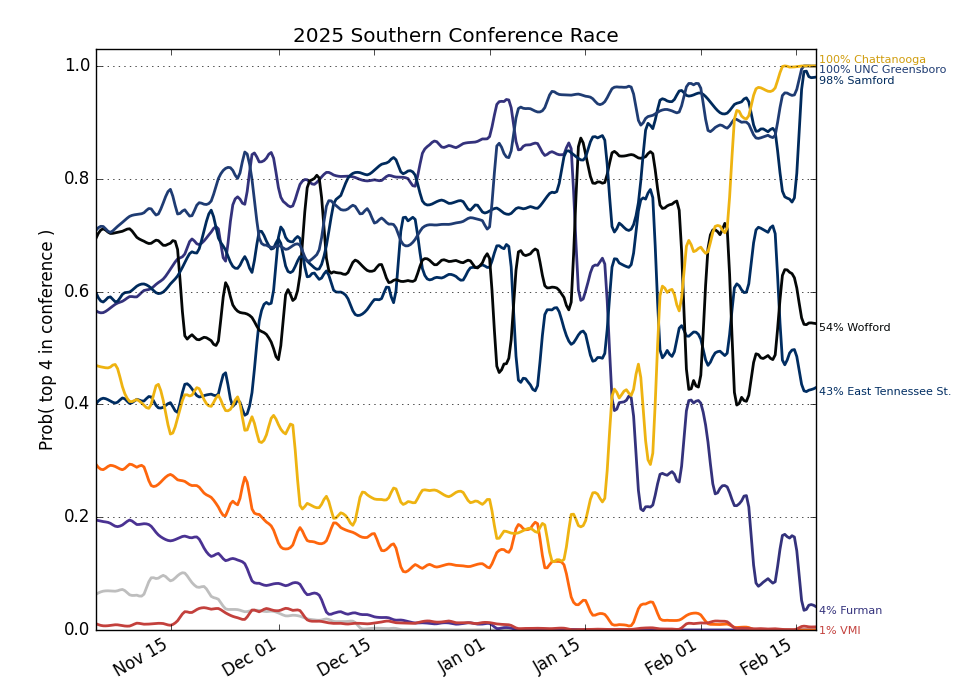 2025 Southern Conference Race
Prob( top 4 in conference )
1.0
0.8
0.6
0.4
0.2
0.0
Nov 15
Dec 01
Dec 15
Jan 01
Jan 15
Feb 01
Feb 15
100% Chattanooga
100% UNC Greensboro
98% Samford
54% Wofford
43% East Tennessee St.
4% Furman
1% VMI